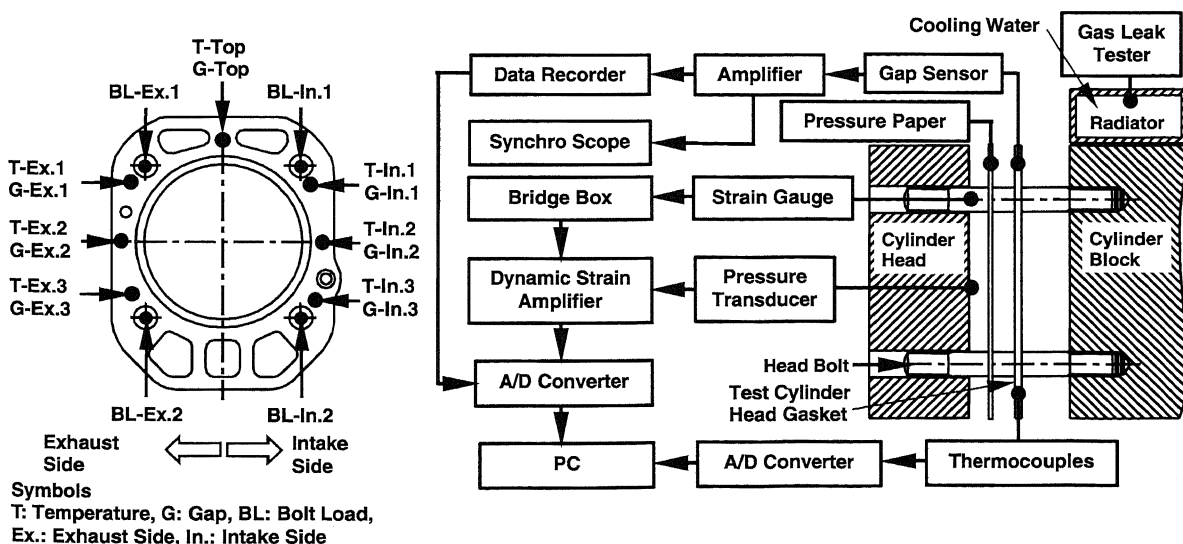 T-Top
G-Top
BL-Ex.1
BL-In.1
T-Ex.1
G-Ex.1
T-In.1
G-In.1
T-Ex.2
G-Ex.2
T-In.2
G-In.2
T-Ex.3
G-Ex.3
T-In.3
G-In.3
BL-Ex.2
BL-In.2
Exhaust
Side
Intake
Side
Symbols
T: Temperature, G: Gap, BL: Bolt Load,
Ex.: Exhaust Side, In.: Intake Side
Data Recorder
Amplifier
Gap Sensor
Cooling Water
Gas Leak
Tester
Synchro Scope
Pressure Paper
Radiator
Bridge Box
Strain Gauge
Cylinder
Head
Cylinder
Block
Dynamic Strain
Amplifier
Pressure
Transducer
Head Bolt
A/D Converter
Test Cylinder
Head Gasket
PC
A/D Converter
Thermocouples